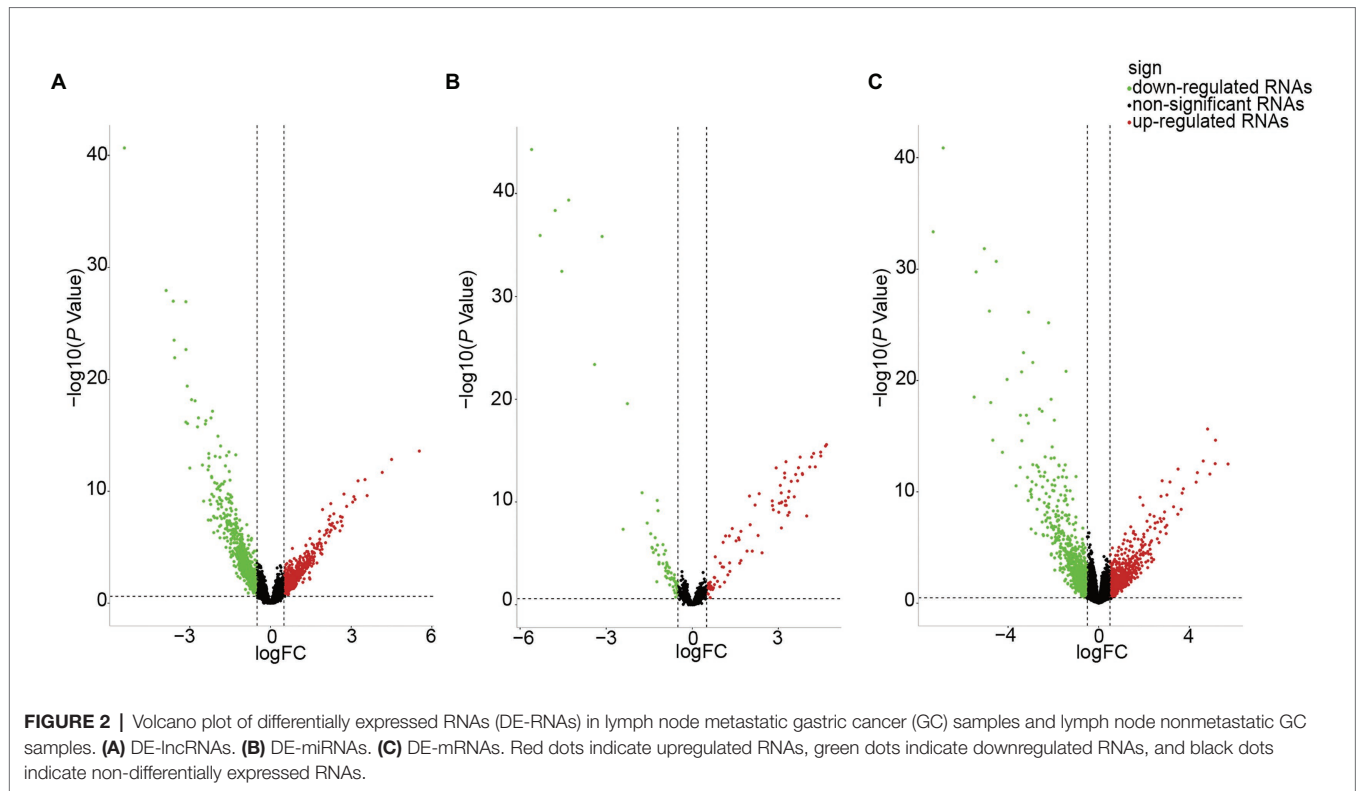 A
B
C
sign
down-regulated RNAs
non-significant RNAs
up-regulated RNAs
−log10(P Value)
40
30
20
10
0
−3
0
3
6
logFC
−log10(P Value)
40
30
20
10
0
−6
−3
0
3
logFC
−log10(P Value)
40
30
20
10
0
−4
0
4
logFC
FIGURE 2 | Volcano plot of differentially expressed RNAs (DE-RNAs) in lymph node metastatic gastric cancer (GC) samples and lymph node nonmetastatic GC
samples. (A) DE-lncRNAs. (B) DE-miRNAs. (C) DE-mRNAs. Red dots indicate upregulated RNAs, green dots indicate downregulated RNAs, and black dots
indicate non-differentially expressed RNAs.